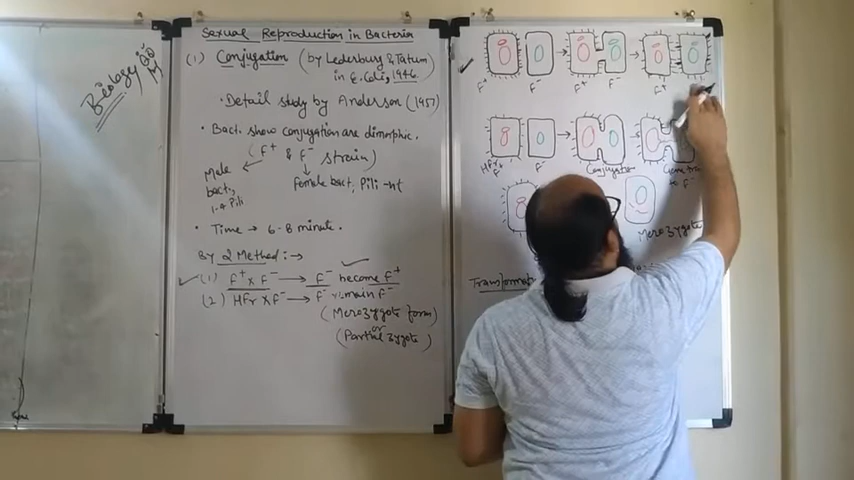 Biology
M
Sexual Reproduction in Bacteria
(1) Conjugation (by Lederburg & Tatum
in E. Coli, 1946.
• Detail study by Anderson (1957)
• Bact. show conjugation are dimorphic.
(F+ & F- strain)
Male
bact,
1-4 Pili
Female bact, Pili -nt
• Time → 6-8 minute.
By 2 Method :→
(1) F+ x F- → F- become F+
(2) HFr x F- → F- remain F-
(Merozygote form)
or
(Partial zygote)
F+ F- F+ F- F+
HFr F-
Conjugation
to F-
Merozygote